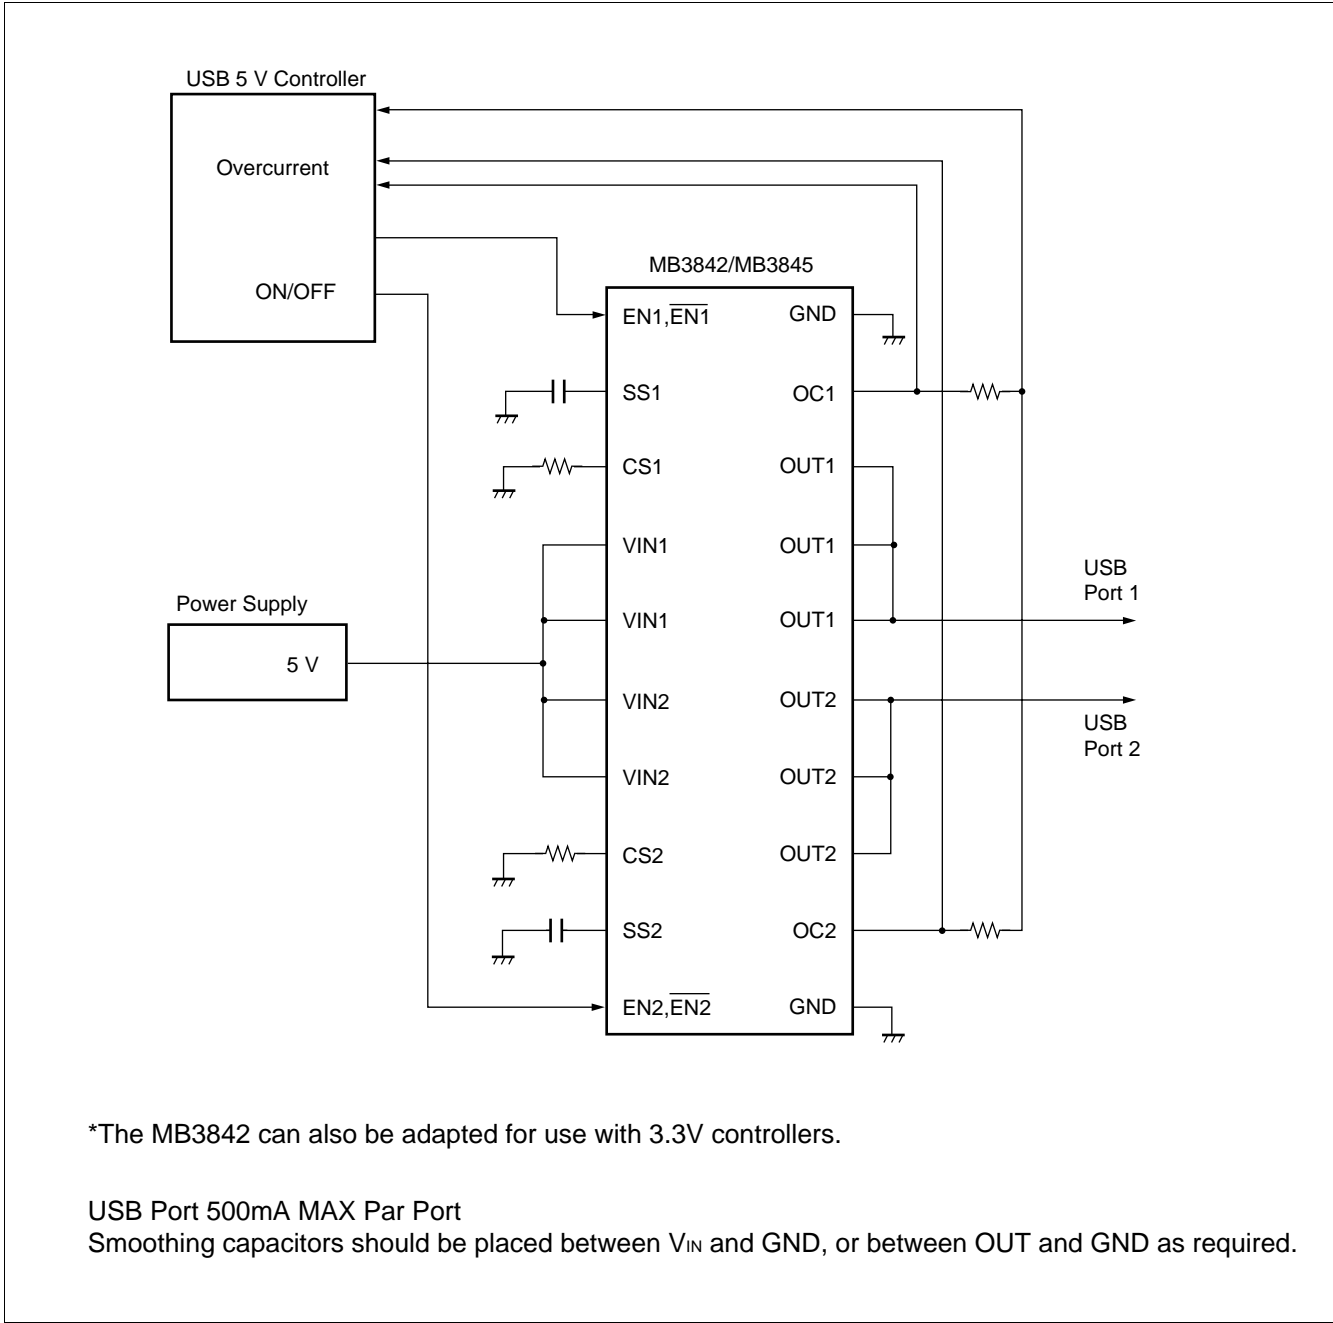 USB 5 V Controller
Overcurrent
ON/OFF
MB3842/MB3845
EN1,EN1
GND
SS1
OC1
CS1
OUT1
VIN1
OUT1
USB
Port 1
Power Supply
VIN1
OUT1
5 V
VIN2
OUT2
USB
Port 2
VIN2
OUT2
CS2
OUT2
SS2
OC2
EN2,EN2
GND
*The MB3842 can also be adapted for use with 3.3V controllers.
USB Port 500mA MAX Par Port
Smoothing capacitors should be placed between VIN and GND, or between OUT and GND as required.